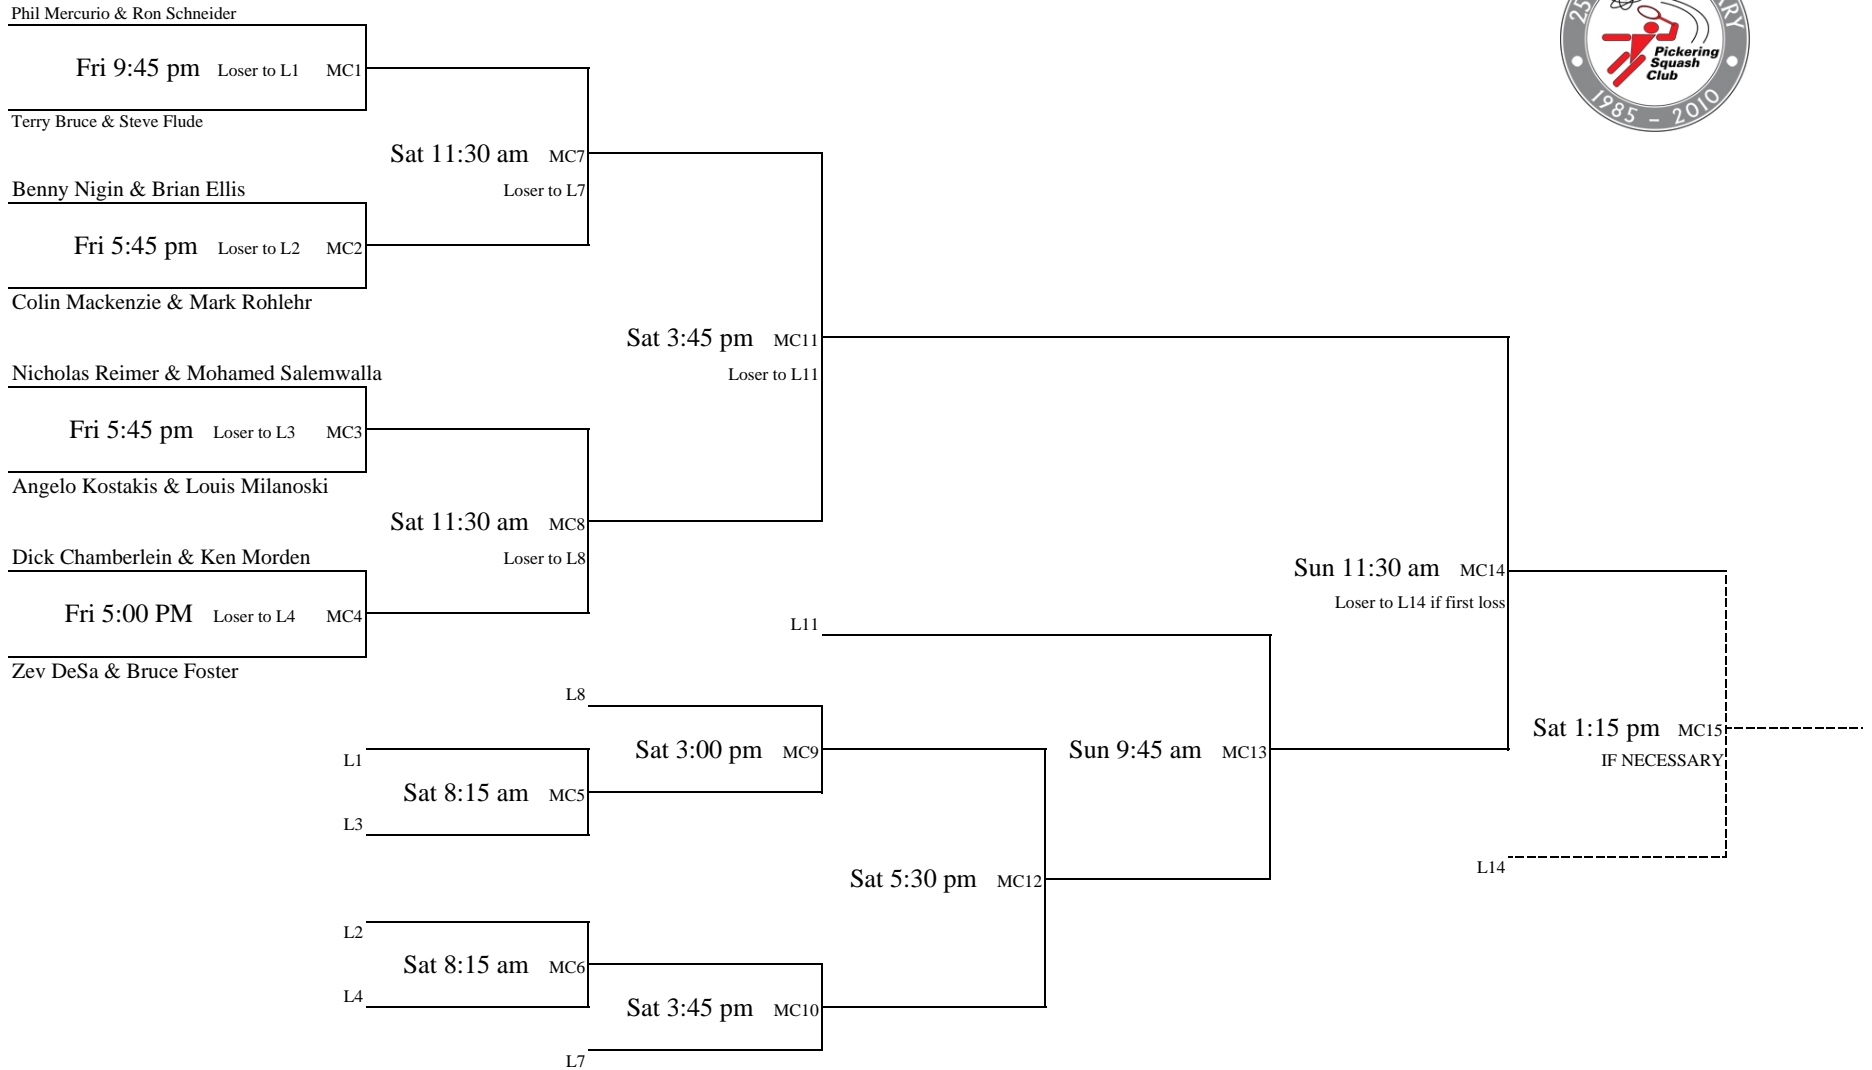 Phil Mercurio & Ron Schneider
Fri 9:45 pm Loser to L1 MC1
Terry Bruce & Steve Flude
Sat 11:30 am MC7
Loser to L7
Benny Nigin & Brian Ellis
Fri 5:45 pm Loser to L2 MC2
Colin Mackenzie & Mark Rohlehr
Sat 3:45 pm MC11
Loser to L11
Nicholas Reimer & Mohamed Salemwalla
Fri 5:45 pm Loser to L3 MC3
Angelo Kostakis & Louis Milanoski
Sat 11:30 am MC8
Loser to L8
Dick Chamberlein & Ken Morden
Fri 5:00 PM Loser to L4 MC4
Zev DeSa & Bruce Foster
Sun 11:30 am MC14
Loser to L14 if first loss
L11
L8
Sat 3:00 pm MC9
L1
Sat 8:15 am MC5
L3
Sun 9:45 am MC13
Sat 1:15 pm MC15
IF NECESSARY
L14
Sat 5:30 pm MC12
L2
Sat 8:15 am MC6
L4
Sat 3:45 pm MC10
L7
Pickering
Squash
Club
1985 - 2010